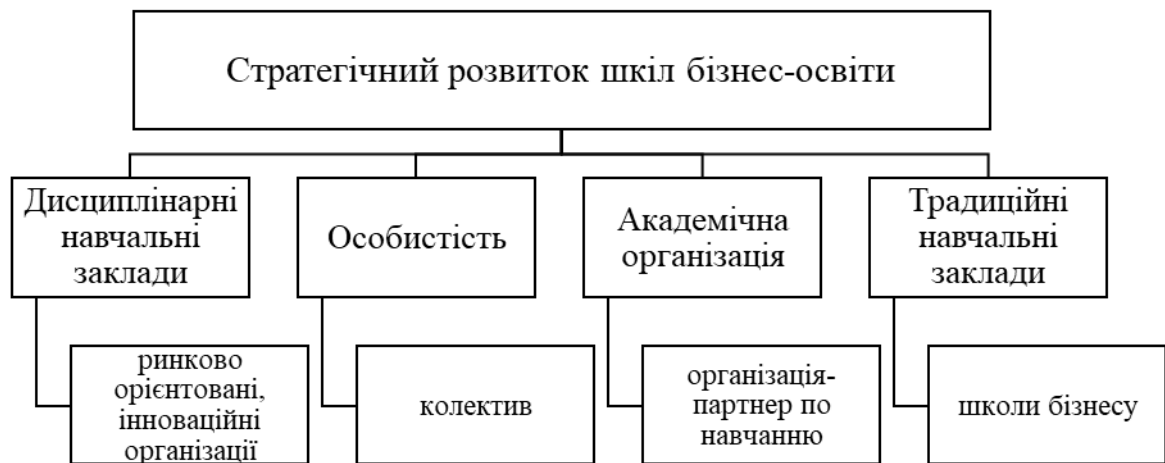 Стратегічний розвиток шкіл бізнес-освіти
Дисциплінарні
навчальні
заклади
Особистість
Академічна
організація
Традиційні
навчальні
заклади
ринково
орієнтовані,
інноваційні
організації
колектив
організація-
партнер по
навчанню
школи бізнесу